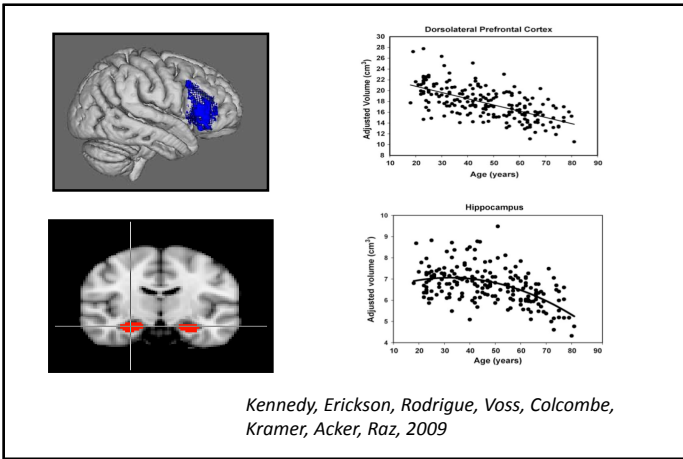 Dorsolateral Prefrontal Cortex
Adjusted Volume (cm³)
30
28
26
24
22
20
18
16
14
12
10
8
10 20 30 40 50 60 70 80 90
Age (years)
Hippocampus
Adjusted volume (cm³)
10
9
8
7
6
5
4
10 20 30 40 50 60 70 80 90
Age (years)
Kennedy, Erickson, Rodrigue, Voss, Colcombe,
Kramer, Acker, Raz, 2009